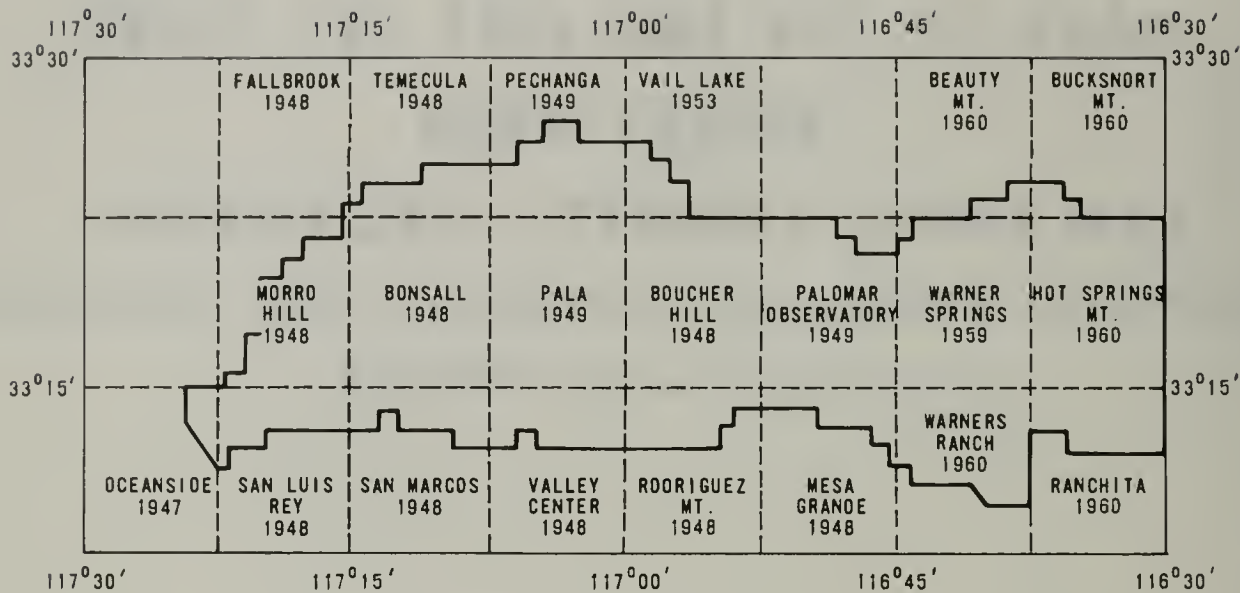 117°30′ 117°15′ 117°00′ 116°45′ 116°30′
33°30′ 33°30′
FALLBROOK
1948
TEMECULA
1948
PECHANGA
1949
VAIL LAKE
1953
BEAUTY
MT.
1960
BUCKSNORT
MT.
1960
MORRO
HILL
1948
BONSALL
1948
PALA
1949
BOUCHER
HILL
1948
PALOMAR
OBSERVATORY
1949
WARNER
SPRINGS
1959
HOT SPRINGS
MT.
1960
33°15′ 33°15′
OCEANSIDE
1947
SAN LUIS
REY
1948
SAN MARCOS
1948
VALLEY
CENTER
1948
RODRIGUEZ
MT.
1948
MESA
GRANDE
1948
WARNERS
RANCH
1960
RANCHITA
1960
117°30′ 117°15′ 117°00′ 116°45′ 116°30′